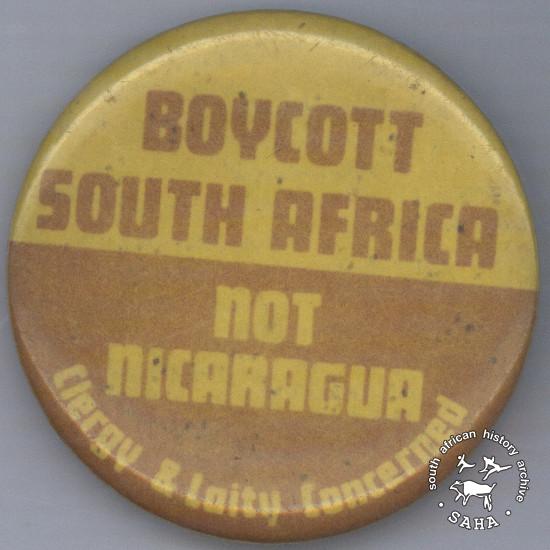 BOYCOTT
SOUTH AFRICA
NOT
NICARAGUA
Clergy & Laity Concerned
south african history archive
· SAHA ·